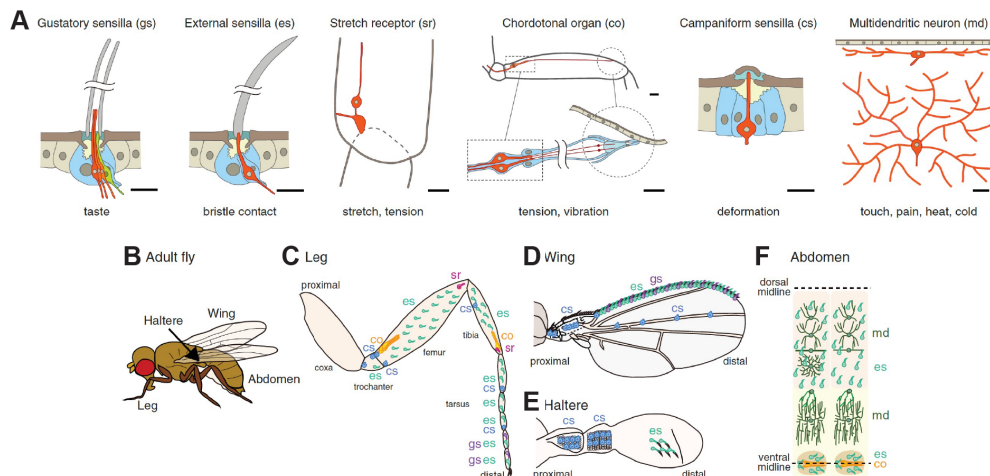 A
Gustatory sensilla (gs)
External sensilla (es)
Stretch receptor (sr)
Chordotonal organ (co)
Campaniform sensilla (cs)
Multidendritic neuron (md)
taste
bristle contact
stretch, tension
tension, vibration
deformation
touch, pain, heat, cold
B Adult fly
Haltere
Wing
Abdomen
Leg
C Leg
proximal
sr
es
cs
es
co
co
sr
cs
tibia
femur
coxa
es
cs
trochanter
es
cs
tarsus
es
es
cs
gs es
gs es
distal
D Wing
gs
es
cs
cs
proximal
distal
E Haltere
cs
cs
es
proximal
distal
F Abdomen
dorsal
midline
md
es
md
es
ventral
midline
co